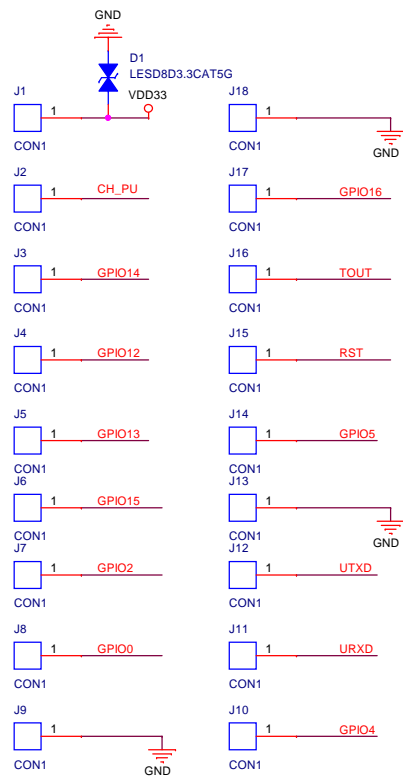 GND
D1
LESD8D3.3CAT5G
VDD33
J1
1
CON1
J18
1
GND
CON1
J2
1
CH_PU
CON1
J17
1
GPIO16
CON1
J3
1
GPIO14
CON1
J16
1
TOUT
CON1
J4
1
GPIO12
CON1
J15
1
RST
CON1
J5
1
GPIO13
CON1
J14
1
GPIO5
CON1
J6
1
GPIO15
CON1
J13
1
GND
CON1
J7
1
GPIO2
CON1
J12
1
UTXD
CON1
J8
1
GPIO0
CON1
J11
1
URXD
CON1
J9
1
GND
CON1
J10
1
GPIO4
CON1